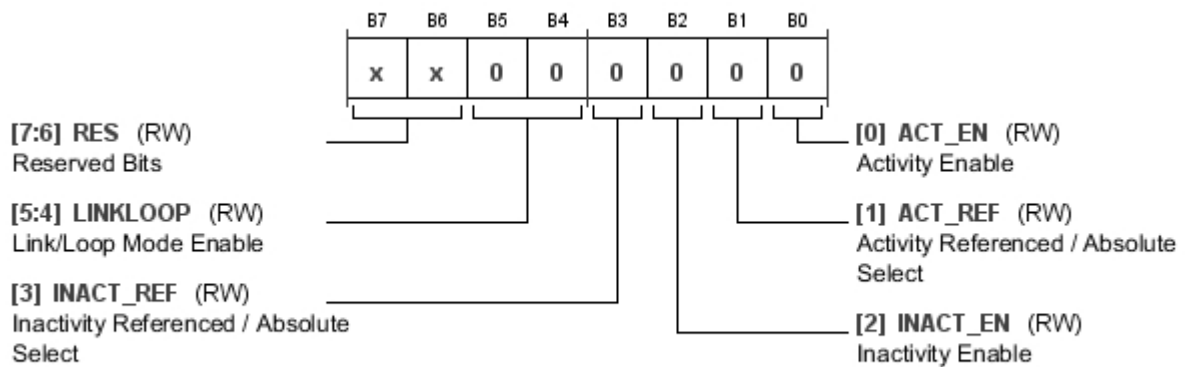 B7 B6 B5 B4 B3 B2 B1 B0
x x 0 0 0 0 0 0
[7:6] RES (RW)
Reserved Bits
[5:4] LINKLOOP (RW)
Link/Loop Mode Enable
[3] INACT_REF (RW)
Inactivity Referenced / Absolute
Select
[0] ACT_EN (RW)
Activity Enable
[1] ACT_REF (RW)
Activity Referenced / Absolute
Select
[2] INACT_EN (RW)
Inactivity Enable